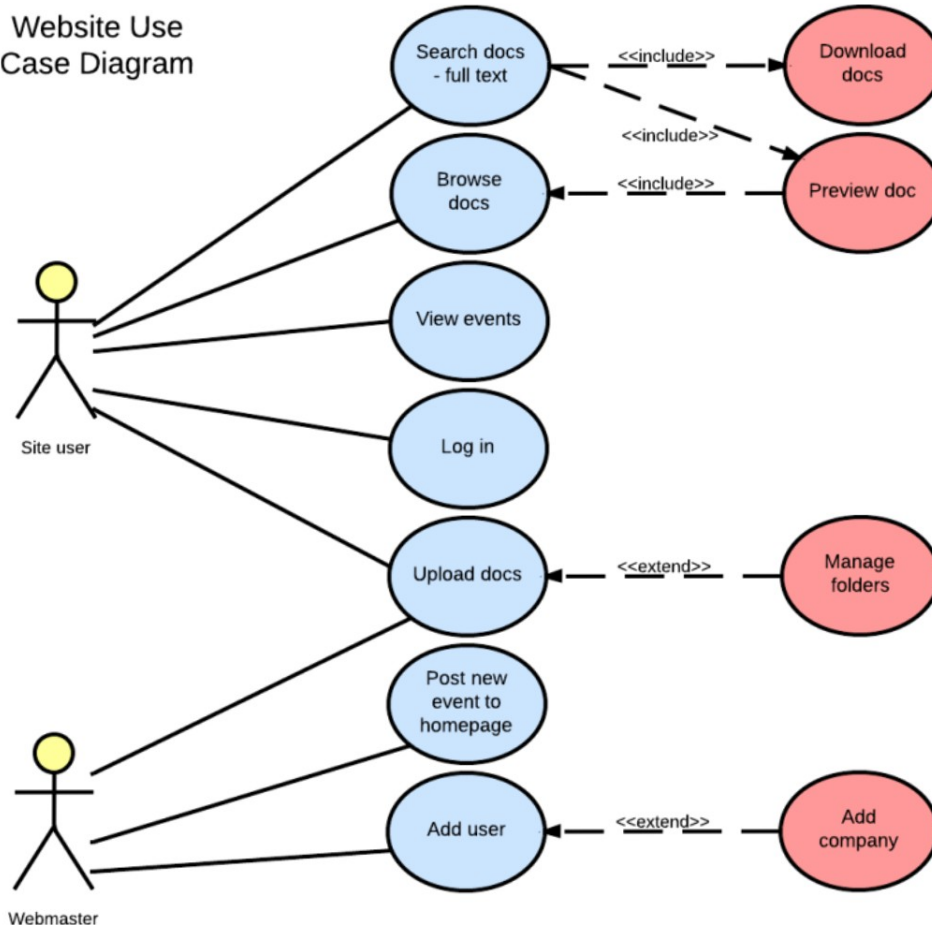 Website Use
Case Diagram
Search docs
- full text
<<include>>
Download
docs
<<include>>
Browse
docs
<<include>>
Preview doc
View events
Site user
Log in
Upload docs
<<extend>>
Manage
folders
Post new
event to
homepage
Add user
<<extend>>
Add
company
Webmaster